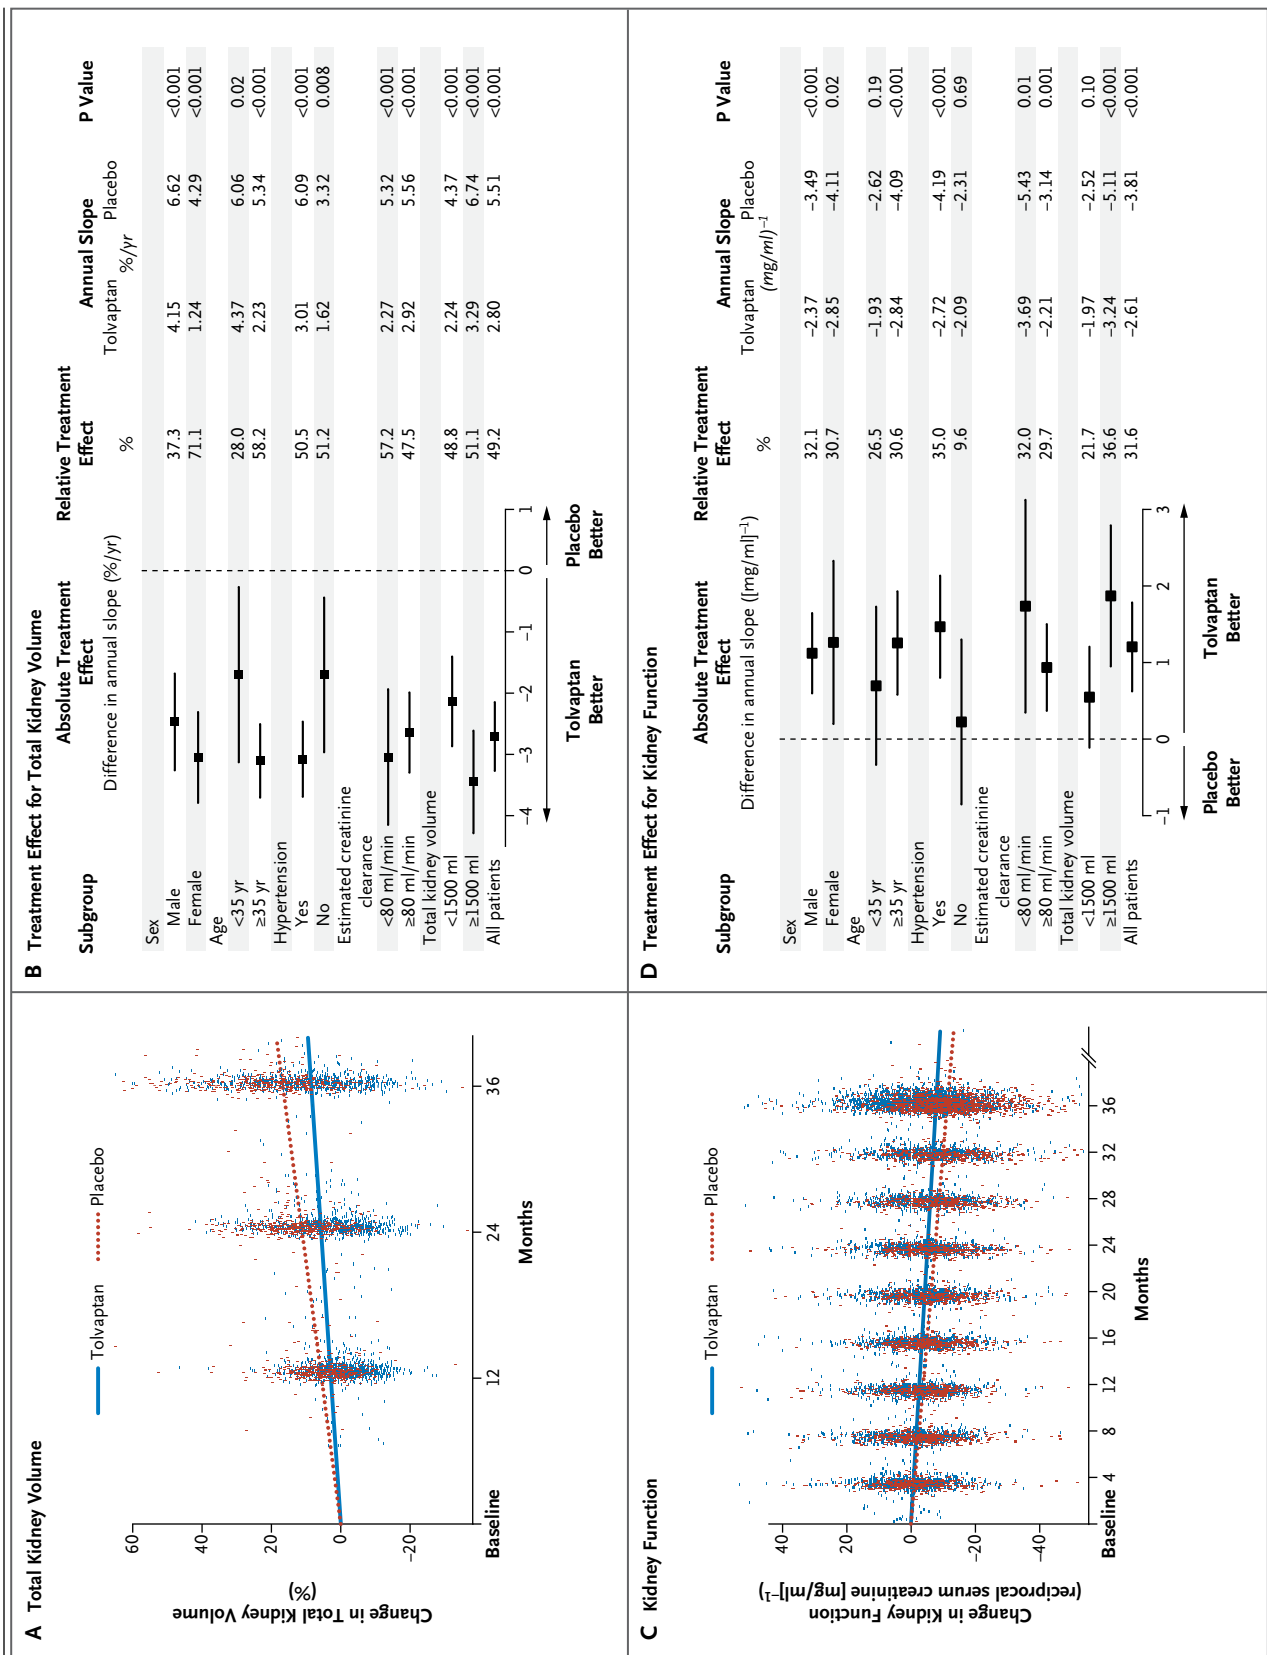 A Total Kidney Volume
Tolvaptan
Placebo
Change in Total Kidney Volume
(%)
60
40
20
0
−20
Baseline
12
24
36
Months
B Treatment Effect for Total Kidney Volume
Subgroup
Absolute Treatment
Effect
Relative Treatment
Effect
Annual Slope
P Value
Difference in annual slope (%/yr)
%
Tolvaptan
Placebo
%/yr
Sex
Male 37.3 4.15 6.62 <0.001
Female 71.1 1.24 4.29 <0.001
Age
<35 yr 28.0 4.37 6.06 0.02
≥35 yr 58.2 2.23 5.34 <0.001
Hypertension
Yes 50.5 3.01 6.09 <0.001
No 51.2 1.62 3.32 0.008
Estimated creatinine
clearance
<80 ml/min 57.2 2.27 5.32 <0.001
≥80 ml/min 47.5 2.92 5.56 <0.001
Total kidney volume
<1500 ml 48.8 2.24 4.37 <0.001
≥1500 ml 51.1 3.29 6.74 <0.001
All patients 49.2 2.80 5.51 <0.001
−4 −3 −2 −1 0 1
Tolvaptan
Better
Placebo
Better
C Kidney Function
Tolvaptan
Placebo
Change in Kidney Function
(reciprocal serum creatinine [mg/ml]⁻¹)
40
20
0
−20
−40
Baseline 4 8 12 16 20 24 28 32 36
Months
D Treatment Effect for Kidney Function
Subgroup
Absolute Treatment
Effect
Relative Treatment
Effect
Annual Slope
P Value
Difference in annual slope ([mg/ml]⁻¹)
%
Tolvaptan
Placebo
(mg/ml)⁻¹
Sex
Male 32.1 −2.37 −3.49 <0.001
Female 30.7 −2.85 −4.11 0.02
Age
<35 yr 26.5 −1.93 −2.62 0.19
≥35 yr 30.6 −2.84 −4.09 <0.001
Hypertension
Yes 35.0 −2.72 −4.19 <0.001
No 9.6 −2.09 −2.31 0.69
Estimated creatinine
clearance
<80 ml/min 32.0 −3.69 −5.43 0.01
≥80 ml/min 29.7 −2.21 −3.14 0.001
Total kidney volume
<1500 ml 21.7 −1.97 −2.52 0.10
≥1500 ml 36.6 −3.24 −5.11 <0.001
All patients 31.6 −2.61 −3.81 <0.001
−1 0 1 2 3
Placebo
Better
Tolvaptan
Better